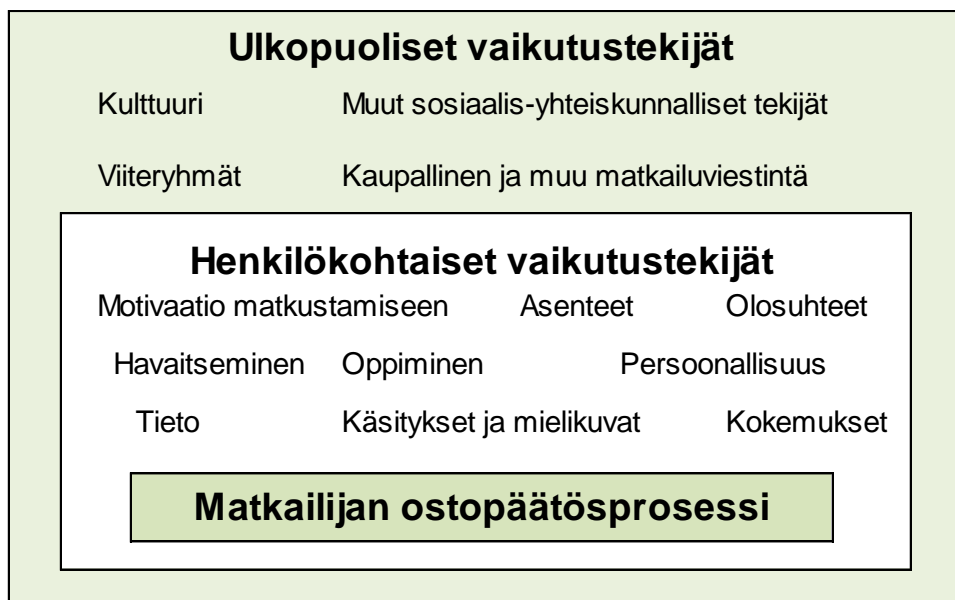 Ulkopuoliset vaikutustekijät
Kulttuuri Muut sosiaalis-yhteiskunnalliset tekijät
Viiteryhmät Kaupallinen ja muu matkailuviestintä
Henkilökohtaiset vaikutustekijät
Motivaatio matkustamiseen Asenteet Olosuhteet
Havaitseminen Oppiminen Persoonallisuus
Tieto Käsitykset ja mielikuvat Kokemukset
Matkailijan ostopäätösprosessi